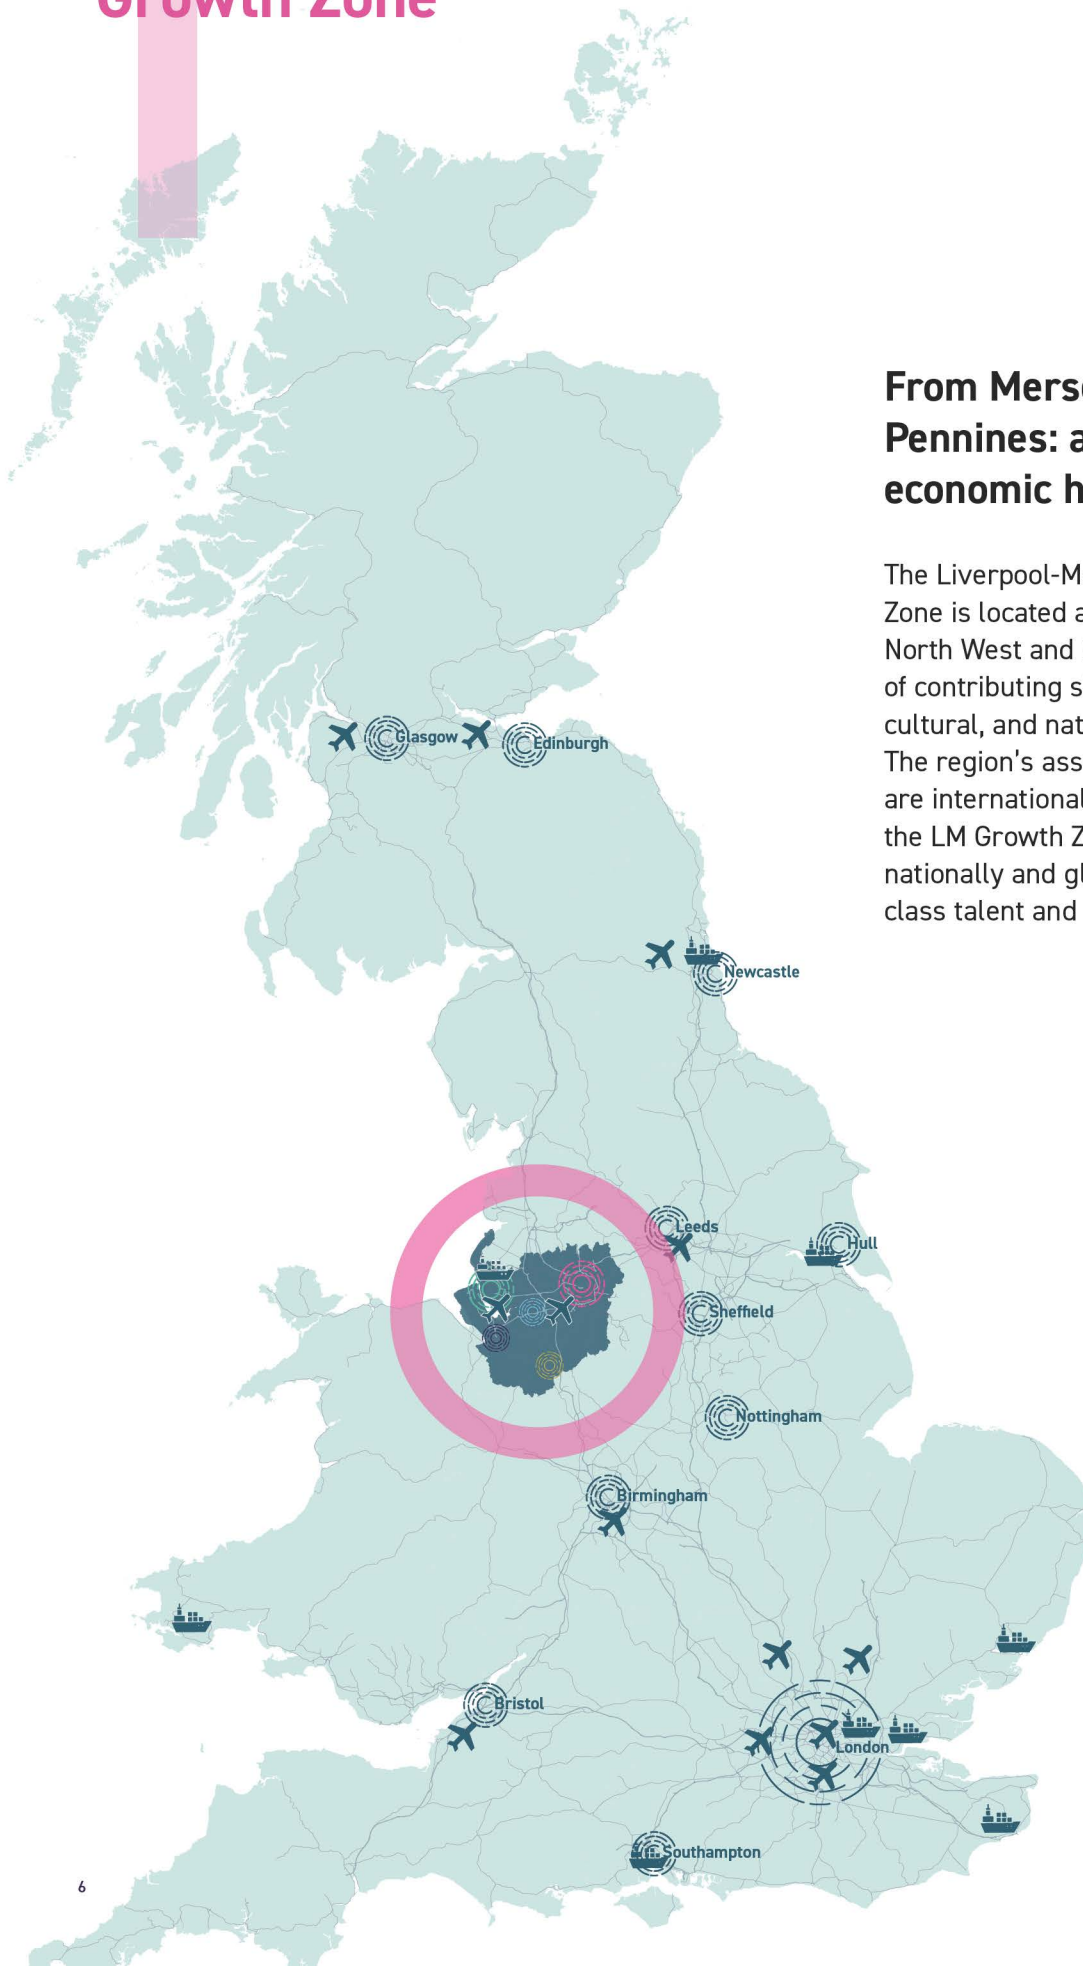 Growth Zone
From Mers
Pennines: a
economic h
The Liverpool-M
Zone is located a
North West and
of contributing s
cultural, and nat
The region's ass
are international
the LM Growth Z
nationally and gl
class talent and
Glasgow
Edinburgh
Newcastle
Leeds
Hull
Sheffield
Nottingham
Birmingham
Bristol
London
Southampton
6